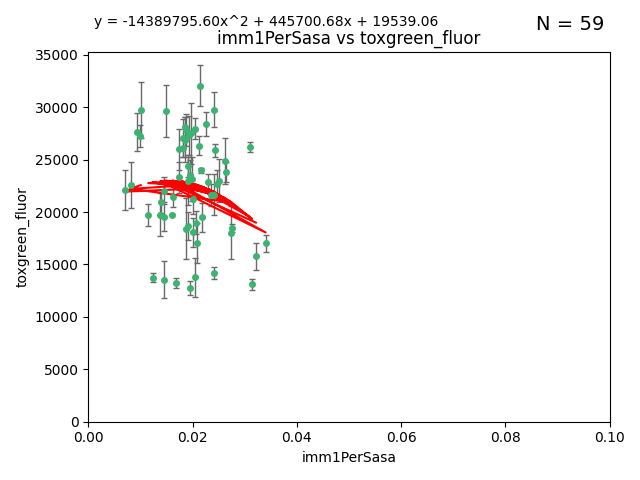 y = -14389795.60x^2 + 445700.68x + 19539.06
N = 59
imm1PerSasa vs toxgreen_fluor
35000
30000
25000
20000
15000
10000
5000
0
toxgreen_fluor
0.00 0.02 0.04 0.06 0.08 0.10
imm1PerSasa